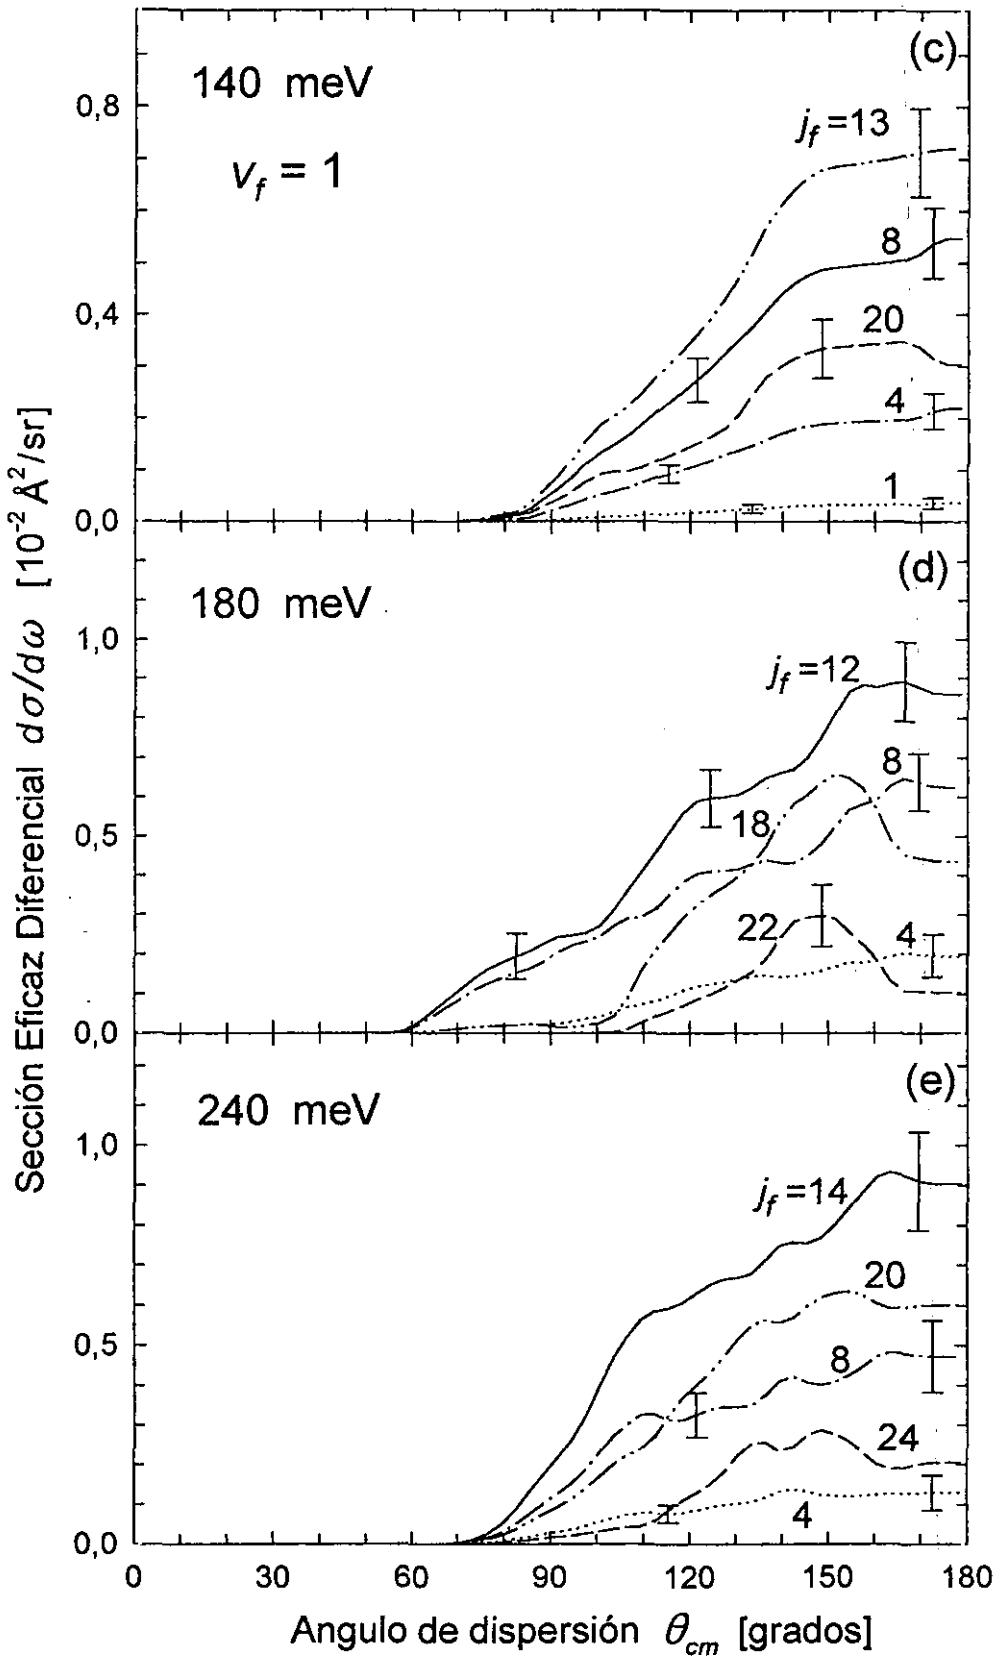 (c)
140 meV
0,8
j_f =13
v_f = 1
8
0,4
20
4
1
0,0
(d)
180 meV
1,0
j_f =12
8
0,5
18
22
4
0,0
(e)
240 meV
1,0
j_f =14
20
0,5
8
24
4
0,0
0 30 60 90 120 150 180
Angulo de dispersión θ_cm [grados]
Sección Eficaz Diferencial dσ/dω [10⁻² Å²/sr]